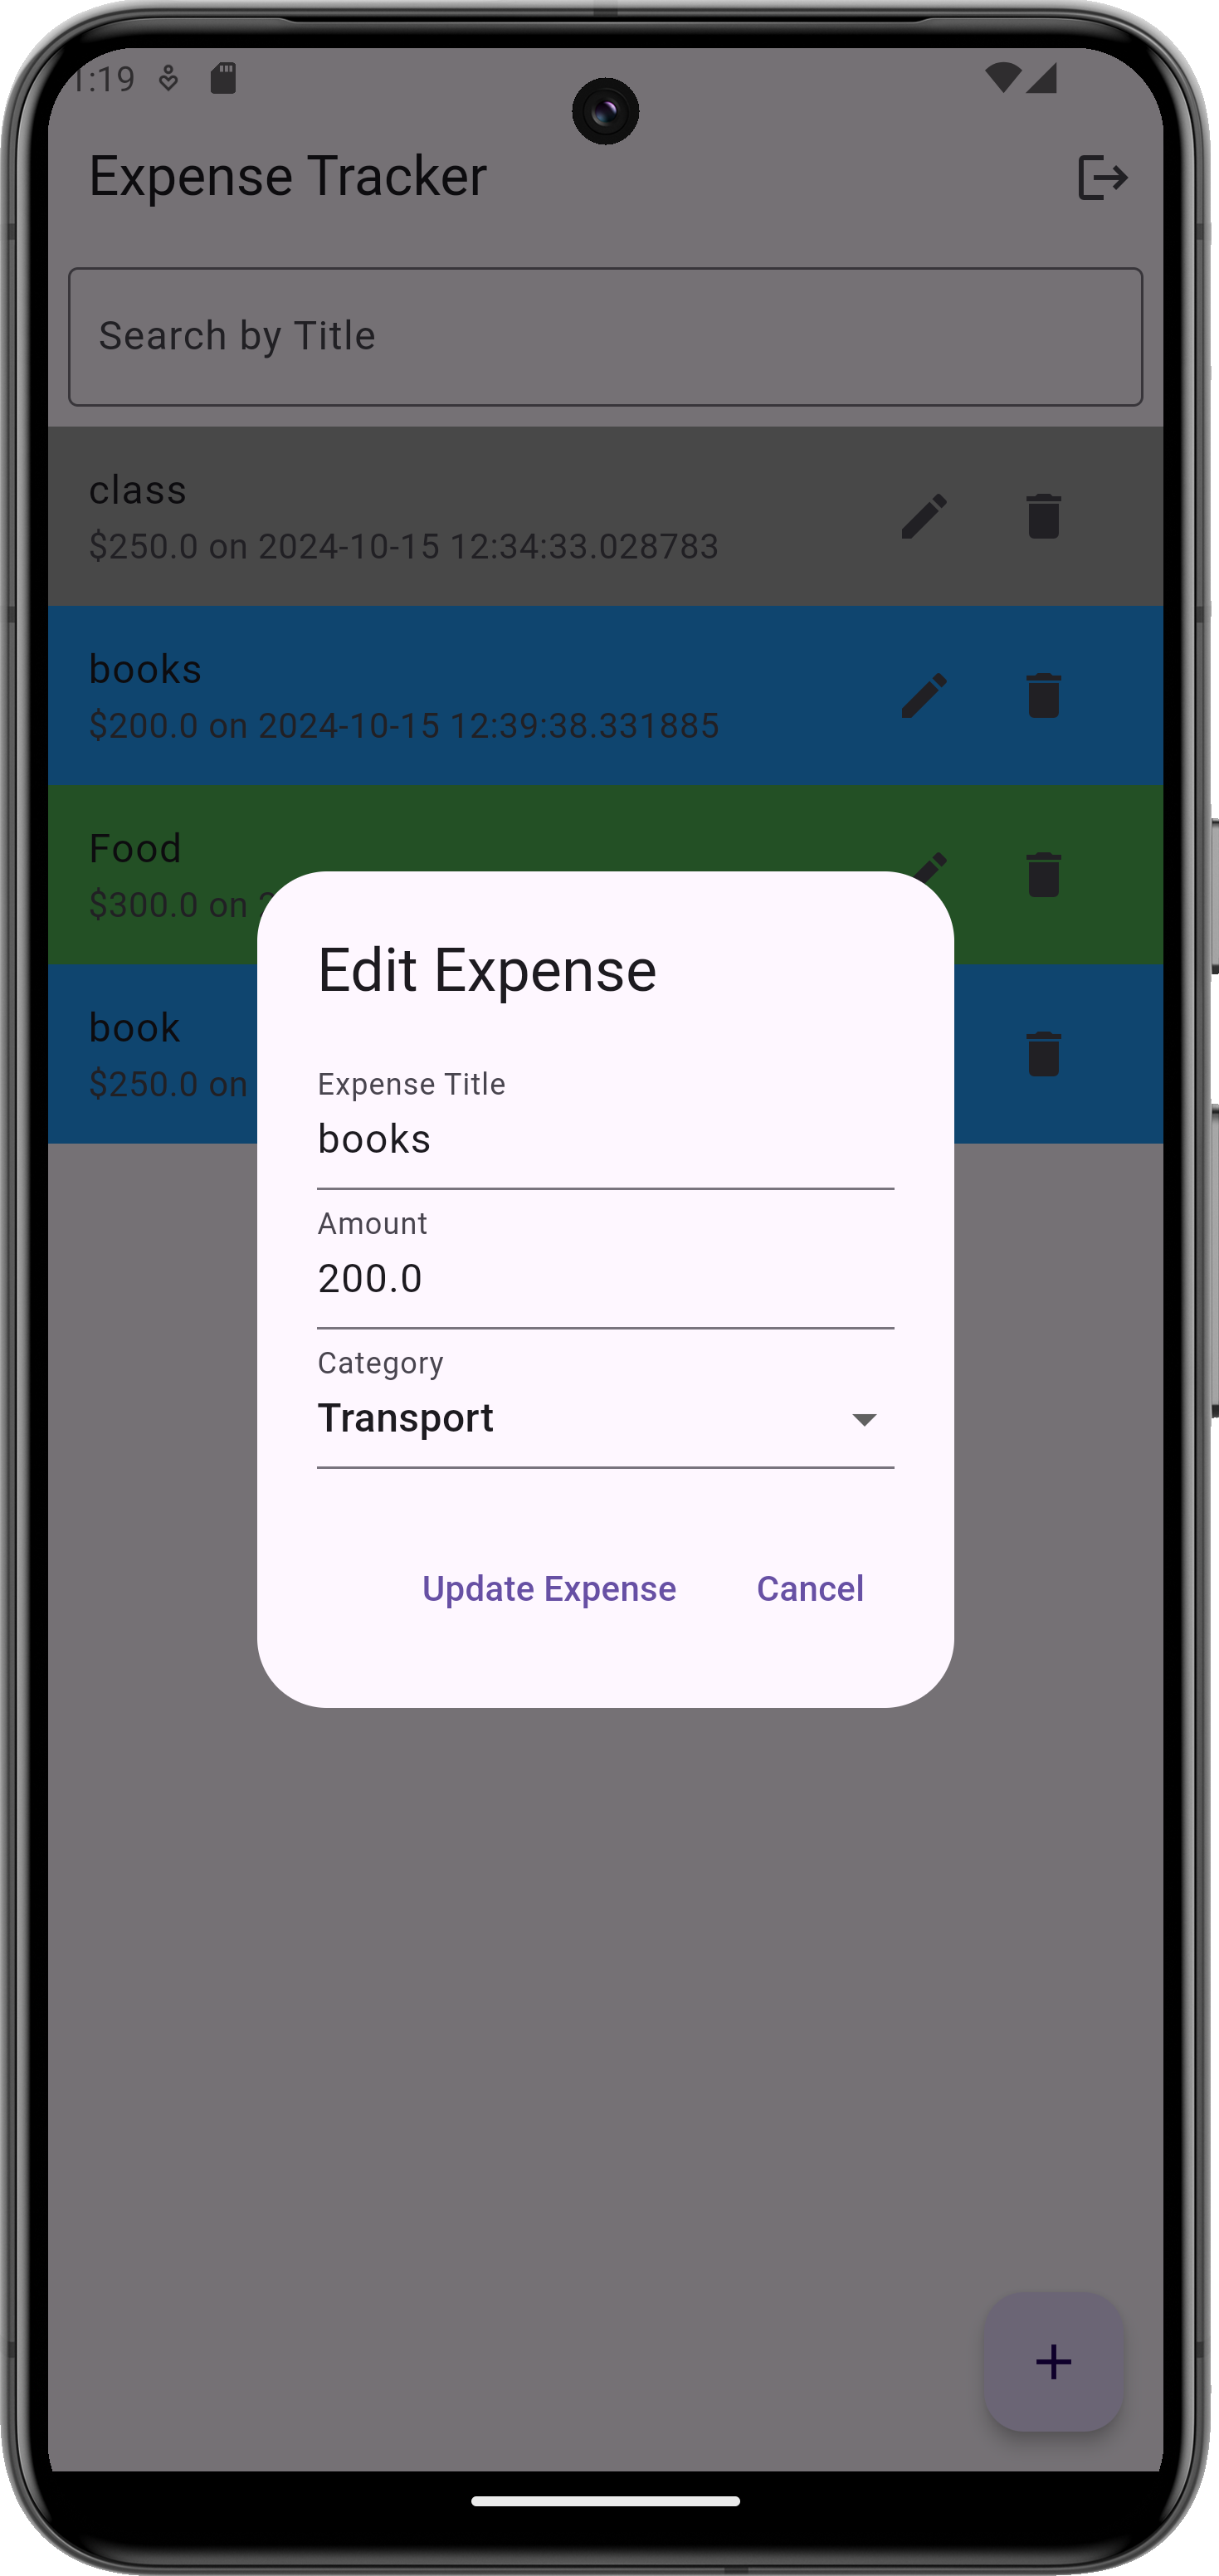 1:19
Expense Tracker
Search by Title
class
$250.0 on 2024-10-15 12:34:33.028783
books
$200.0 on 2024-10-15 12:39:38.331885
Food
$300.0 on
book
$250.0 on
Edit Expense
Expense Title
books
Amount
200.0
Category
Transport
Update Expense
Cancel